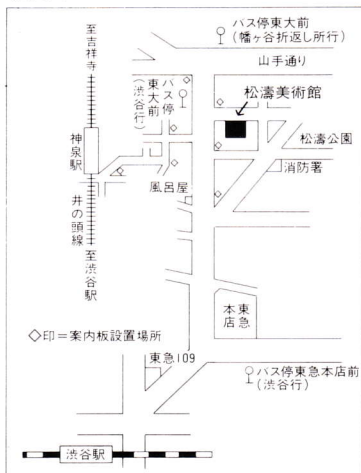 バス停東大前
(幡ヶ谷折返し所行)
山手通り
至吉祥寺
バス停
東大前
(渋谷行)
松濤美術館
松濤公園
神泉駅
消防署
風呂屋
井の頭線
至渋谷駅
東急
本店
◇印=案内板設置場所
東急109
バス停東急本店前
(渋谷行)
渋谷駅